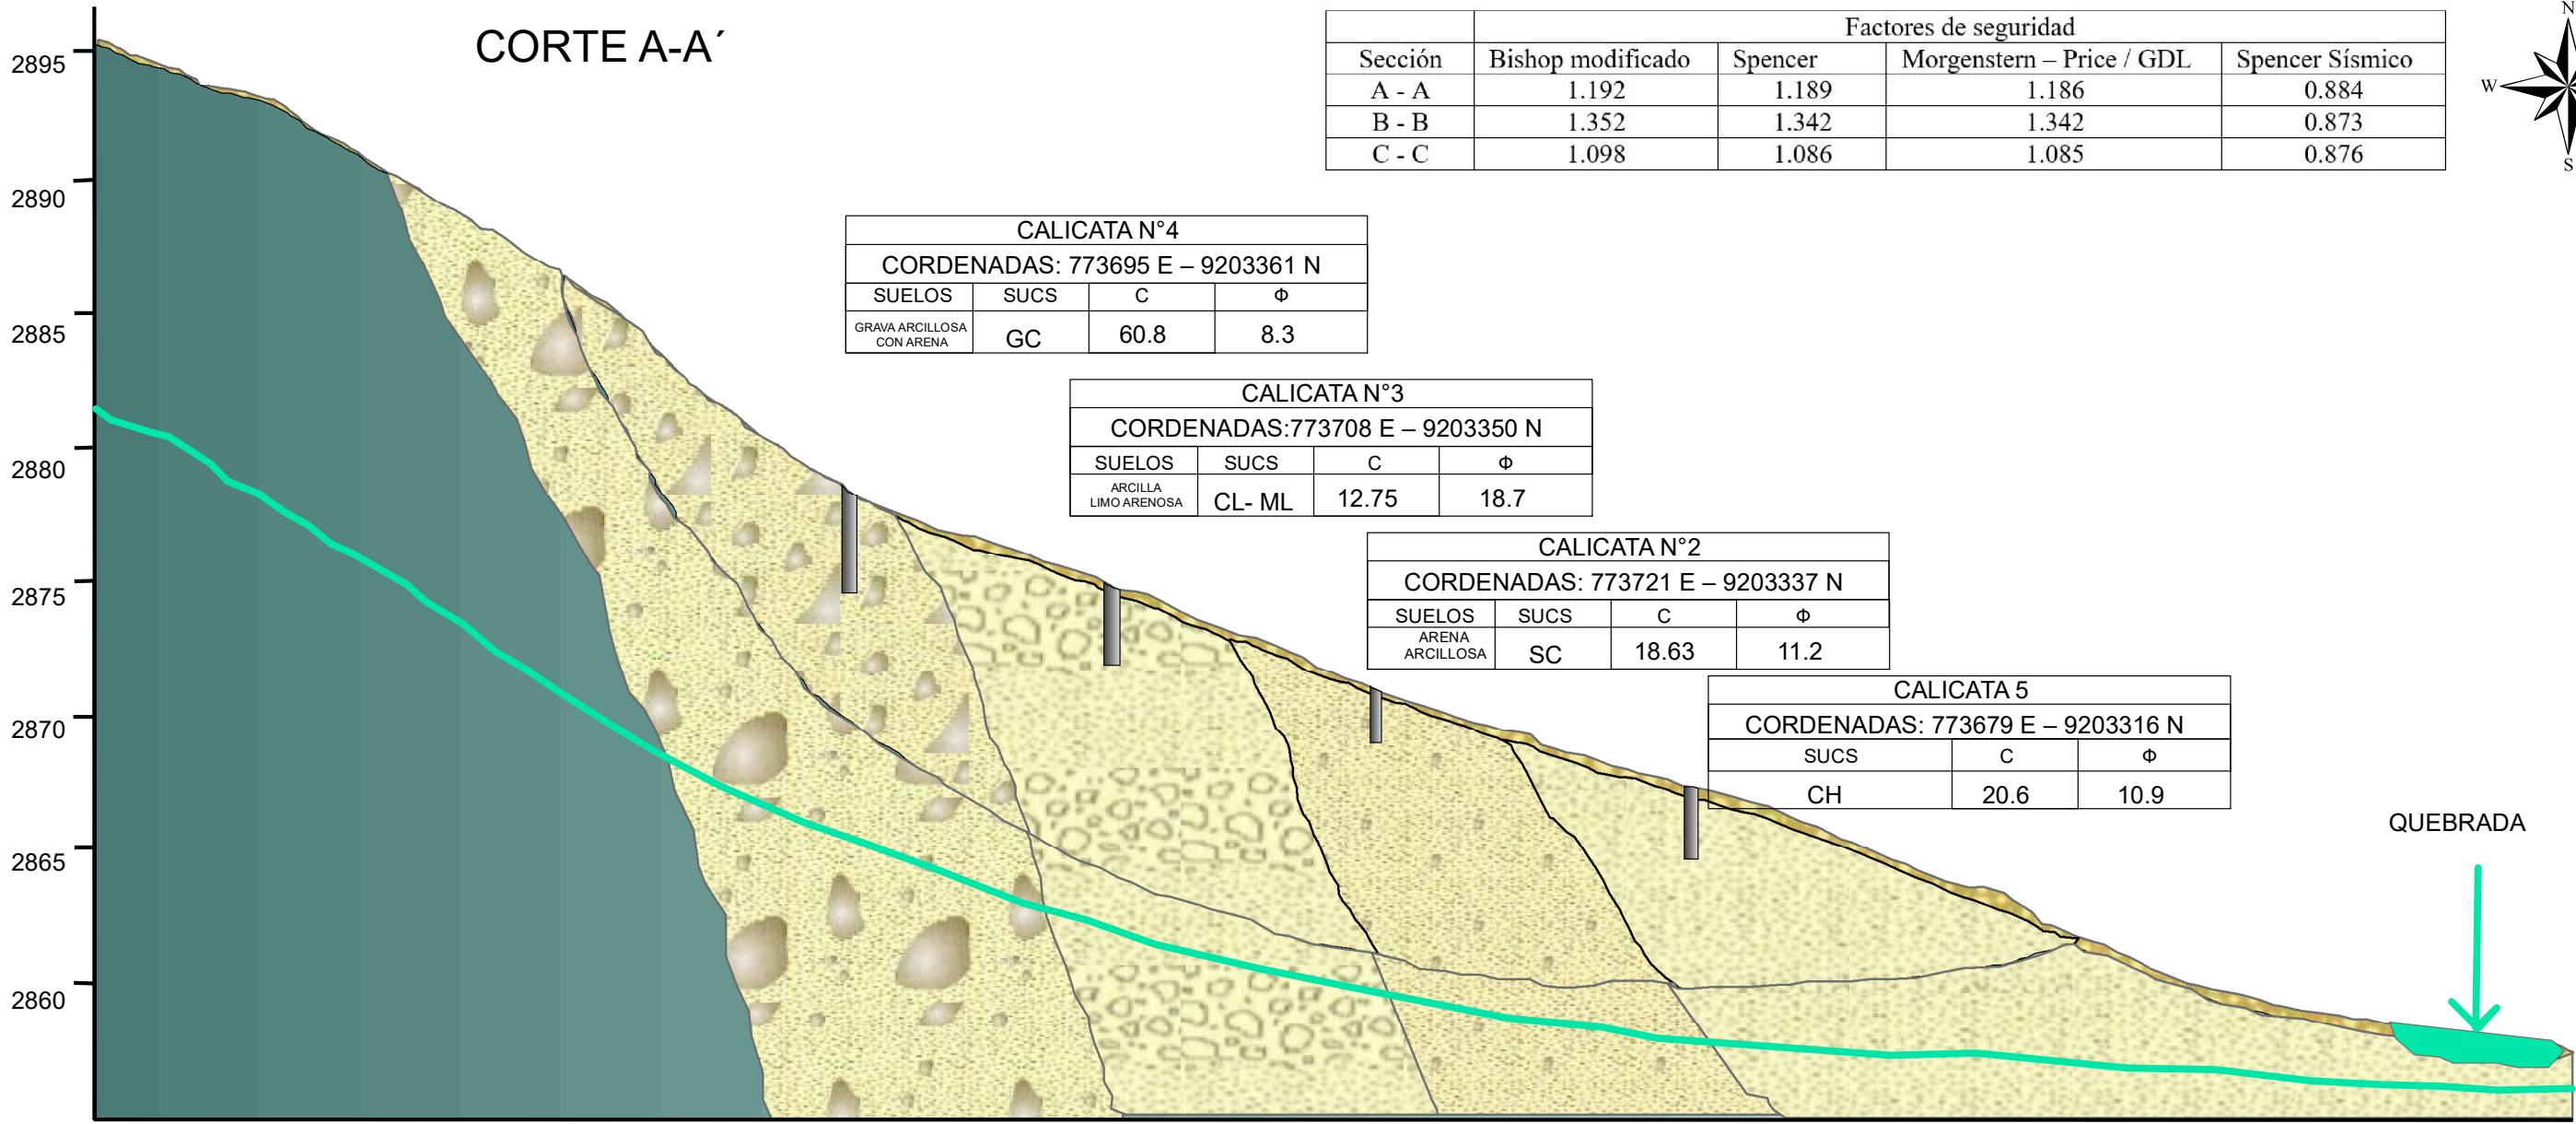 CORTE A-A´
Factores de seguridad
Sección Bishop modificado Spencer Morgenstern – Price / GDL Spencer Sísmico
A - A 1.192 1.189 1.186 0.884
B - B 1.352 1.342 1.342 0.873
C - C 1.098 1.086 1.085 0.876
N
W
S
2895
2890
2885
2880
2875
2870
2865
2860
CALICATA N°4
CORDENADAS: 773695 E – 9203361 N
SUELOS SUCS C Φ
GRAVA ARCILLOSA
CON ARENA GC 60.8 8.3
CALICATA N°3
CORDENADAS:773708 E – 9203350 N
SUELOS SUCS C Φ
ARCILLA
LIMO ARENOSA CL- ML 12.75 18.7
CALICATA N°2
CORDENADAS: 773721 E – 9203337 N
SUELOS SUCS C Φ
ARENA
ARCILLOSA SC 18.63 11.2
CALICATA 5
CORDENADAS: 773679 E – 9203316 N
SUCS C Φ
CH 20.6 10.9
QUEBRADA